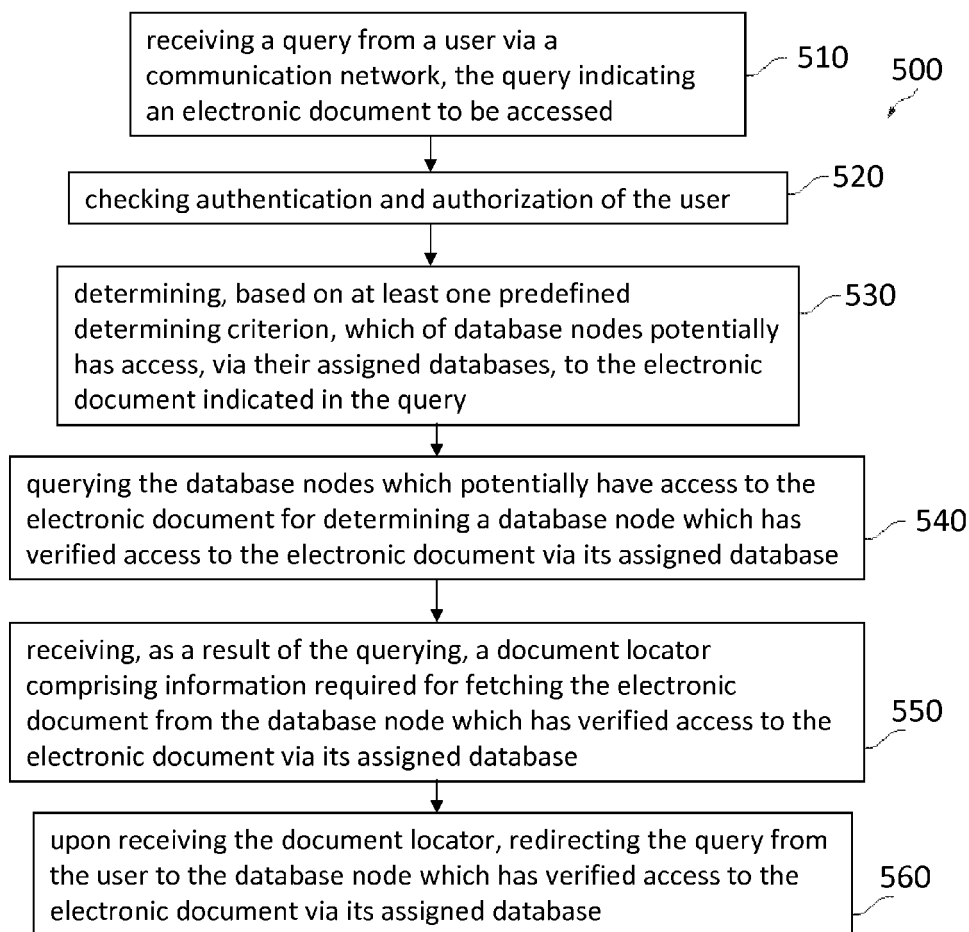 receiving a query from a user via a
communication network, the query indicating
an electronic document to be accessed
510
500
checking authentication and authorization of the user
520
determining, based on at least one predefined
determining criterion, which of database nodes potentially
has access, via their assigned databases, to the electronic
document indicated in the query
530
querying the database nodes which potentially have access to the
electronic document for determining a database node which has
verified access to the electronic document via its assigned database
540
receiving, as a result of the querying, a document locator
comprising information required for fetching the electronic
document from the database node which has verified access to the
electronic document via its assigned database
550
upon receiving the document locator, redirecting the query from
the user to the database node which has verified access to the
electronic document via its assigned database
560